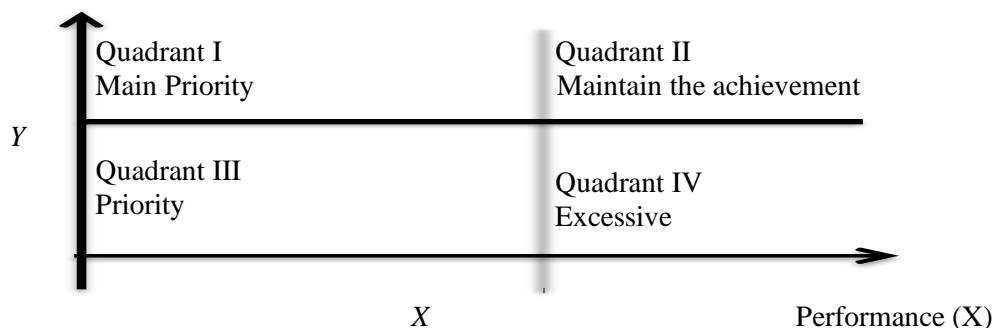 Quadrant I
Main Priority
Quadrant II
Maintain the achievement
Y
Quadrant III
Priority
Quadrant IV
Excessive
X
Performance (X)